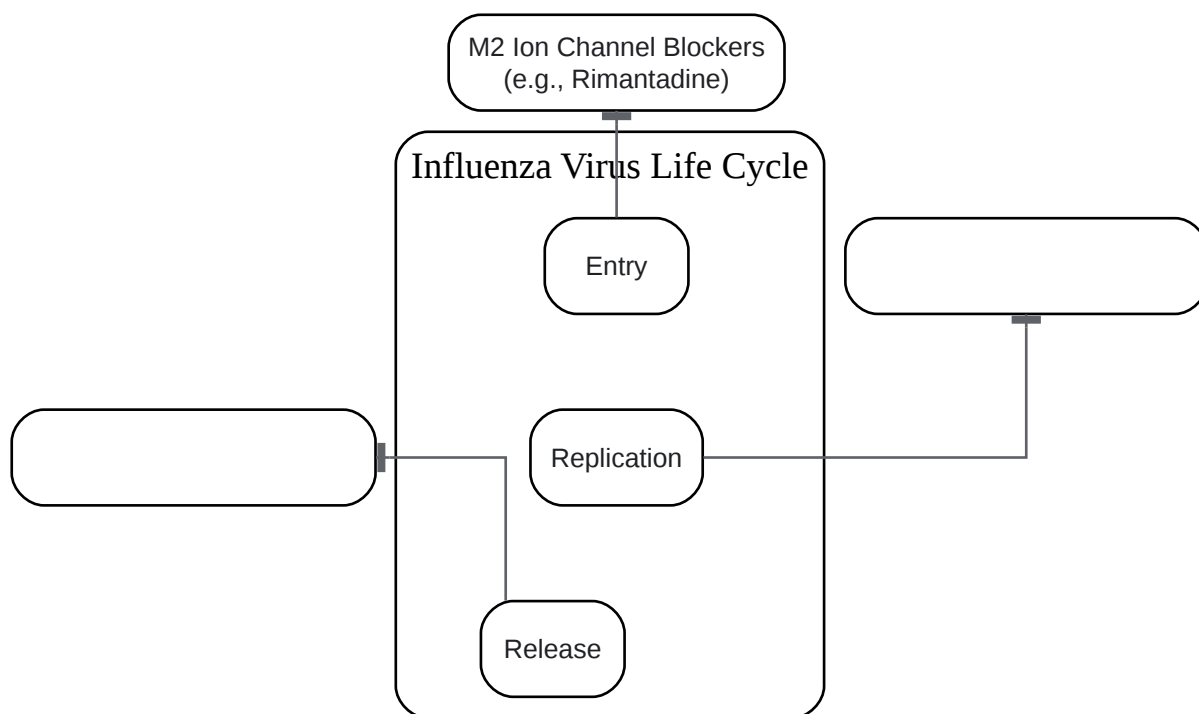 M2 Ion Channel Blockers
(e.g., Rimantadine)
Influenza Virus Life Cycle
Entry
Replication
Release